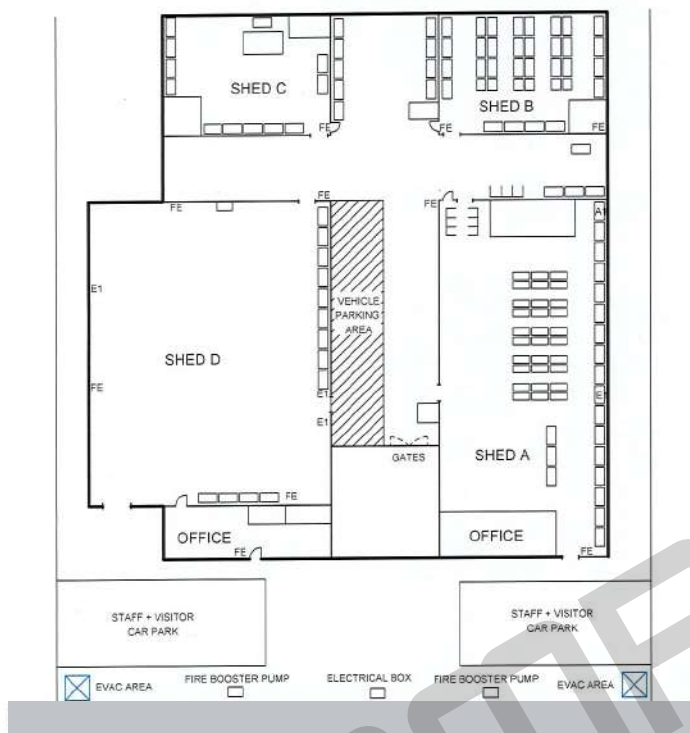 SHED C
SHED B
FE
FE
FE
FE
FE
FE
A1
E1
VEHICLE
PARKING
AREA
FE
SHED D
E1
E1
E1
GATES
SHED A
FE
OFFICE
OFFICE
FE
FE
STAFF + VISITOR
CAR PARK
STAFF + VISITOR
CAR PARK
EVAC AREA
FIRE BOOSTER PUMP
ELECTRICAL BOX
FIRE BOOSTER PUMP
EVAC AREA